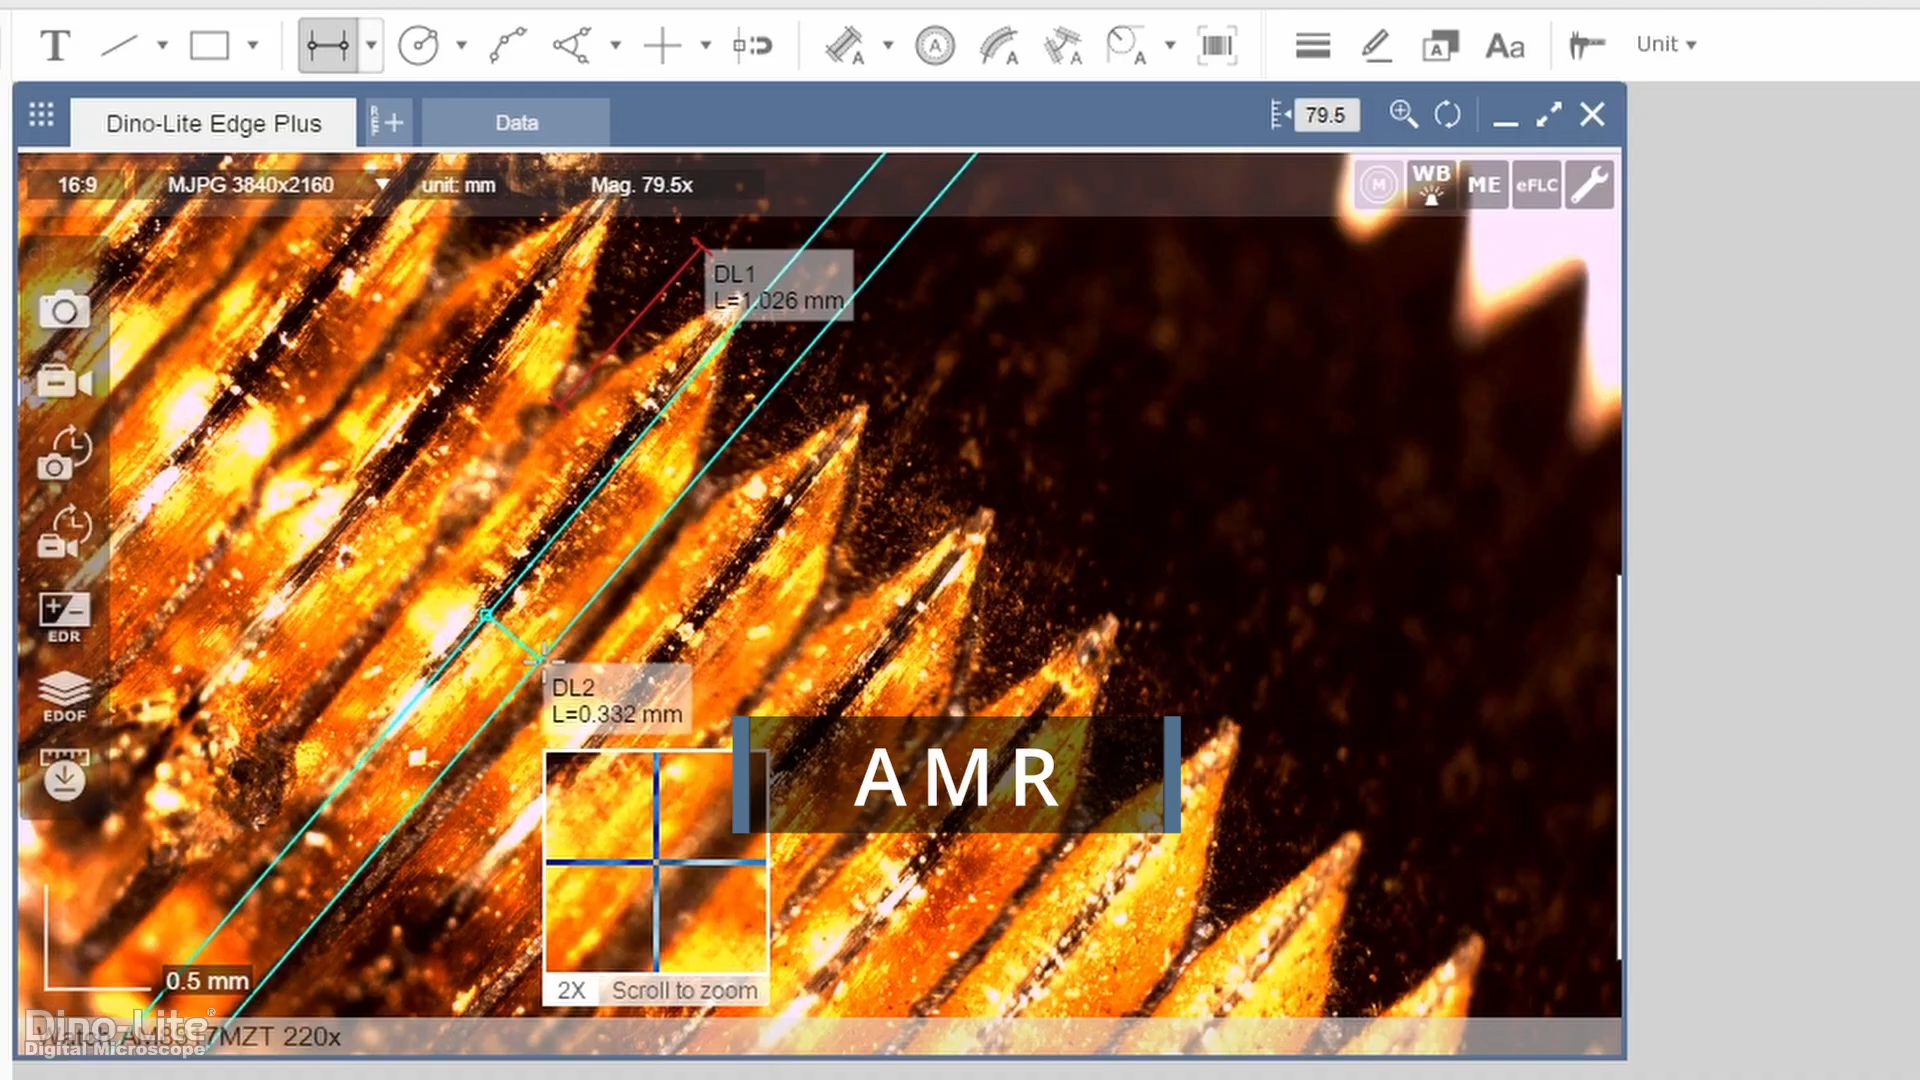 T
A
A
A
A
A
A
Aa
Unit
Dino-Lite Edge Plus
Data
79.5
16:9
MJPG 3840x2160
unit: mm
Mag. 79.5x
M
WB
ME
eFLC
DL1
L=1.026 mm
EDR
EDOF
DL2
L=0.332 mm
AMR
2X
Scroll to zoom
0.5 mm
Dino-Lite®
Digital Microscope
7MZT 220x